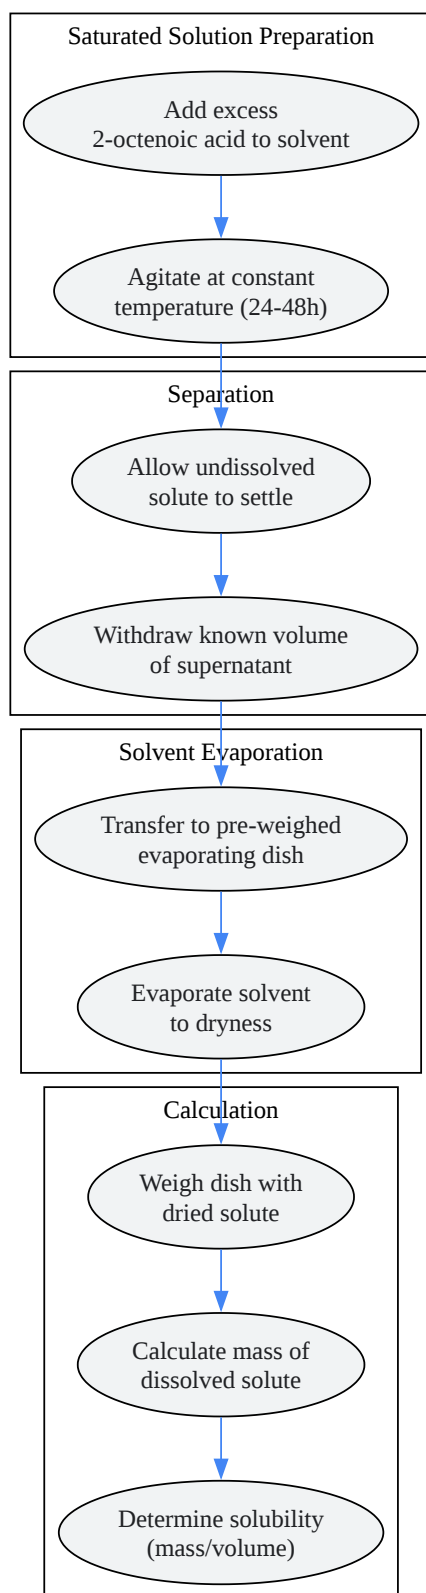 Saturated Solution Preparation
Add excess
2-octenoic acid to solvent
Agitate at constant
temperature (24-48h)
Separation
Allow undissolved
solute to settle
Withdraw known volume
of supernatant
Solvent Evaporation
Transfer to pre-weighed
evaporating dish
Evaporate solvent
to dryness
Calculation
Weigh dish with
dried solute
Calculate mass of
dissolved solute
Determine solubility
(mass/volume)